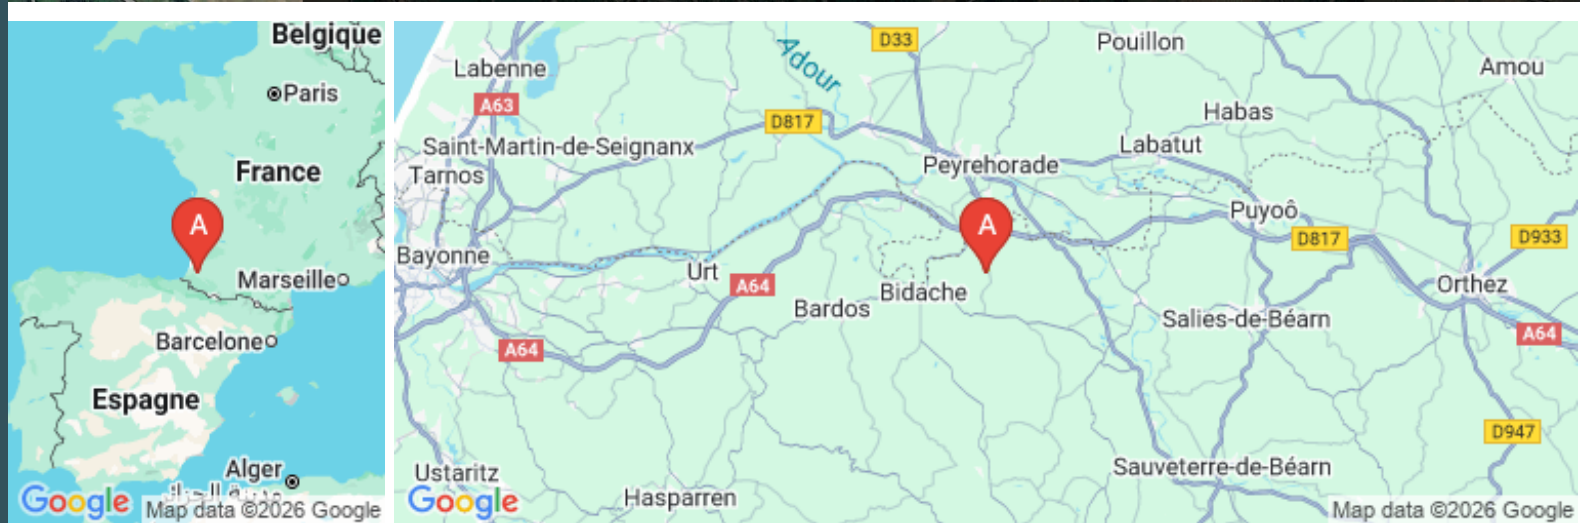 Belgique
Paris
France
A
Marseille
Barcelone
Espagne
Alger
Google
Map data ©2026 Google
D33
Pouillon
Adour
Amou
Labenne
A63
Habas
D817
Labatut
Saint-Martin-de-Seignanx
Peyrehorade
Tarnos
Puyoô
A
D817
D933
Bayonne
Urt
A64
Bidache
Orthez
Bardos
Salies-de-Béarn
A64
A64
D947
Ustaritz
Sauveterre-de-Béarn
Hasparren
Google
Map data ©2026 Google